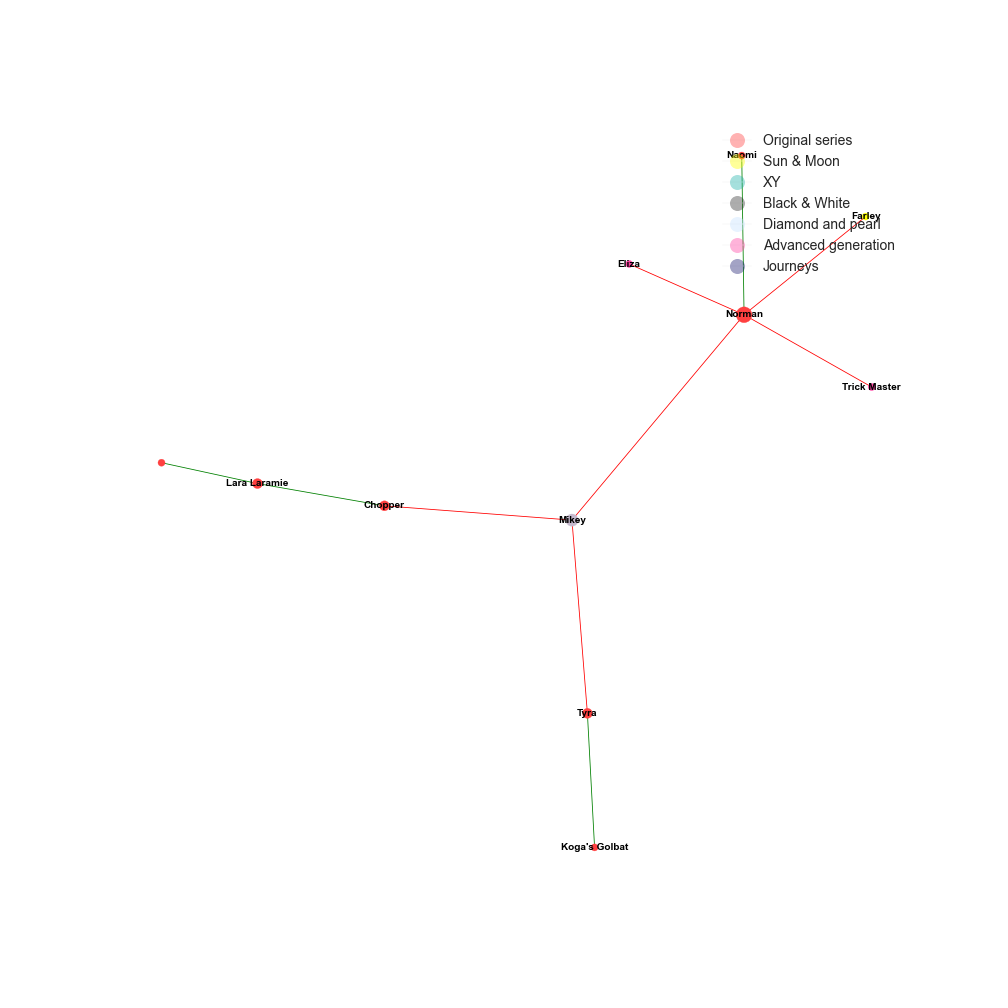 Original series
Naomi
Sun & Moon
XY
Black & White
Farley
Diamond and pearl
Advanced generation
Eliza
Journeys
Norman
Trick Master
Lara Laramie
Chopper
Mikey
Tyra
Koga's Golbat